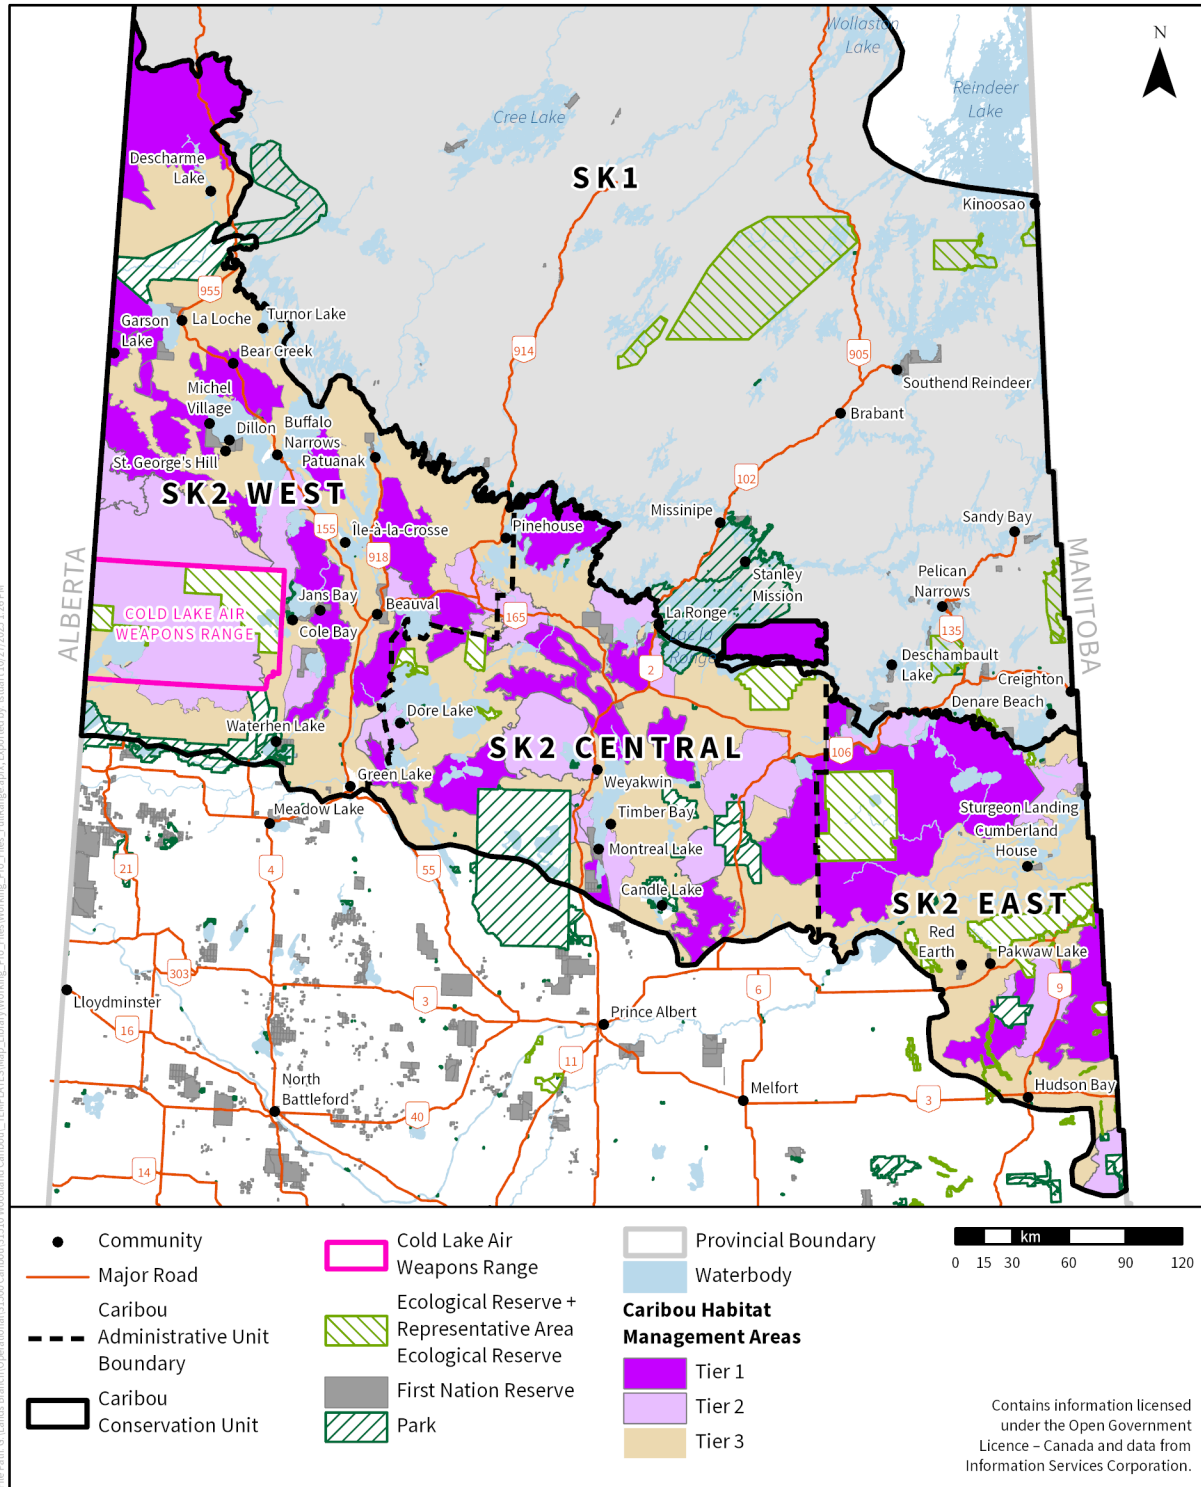 Wollaston
Lake
N
Reindeer
Lake
Cree Lake
Descharme
Lake
SK1
Kinoosao
955
Garson
Lake
La Loche
Turnor Lake
Bear Creek
914
905
Southend Reindeer
Michel
Village
Brabant
Dillon
Buffalo
Narrows
St. George's Hill
Patuanak
102
SK2 WEST
Missinipe
Sandy Bay
155
Île-à-la-Crosse
Pinehouse
918
ALBERTA
MANITOBA
Stanley
Mission
Pelican
Narrows
COLD LAKE AIR
WEAPONS RANGE
Jans Bay
Beauval
165
La Ronge
Cole Bay
135
Lac la
Ronge
2
Deschambault
Lake
Creighton
Denare Beach
Dore Lake
Waterhen Lake
SK2 CENTRAL
106
Green Lake
Weyakwin
Meadow Lake
Timber Bay
Sturgeon Landing
Cumberland
House
Montreal Lake
21
4
55
Candle Lake
SK2 EAST
Red
Earth
Pakwaw Lake
303
9
6
Lloydminster
3
Prince Albert
16
11
North
Battleford
Melfort
Hudson Bay
40
3
14
Community
Major Road
Caribou
Administrative Unit
Boundary
Caribou
Conservation Unit
Cold Lake Air
Weapons Range
Ecological Reserve +
Representative Area
Ecological Reserve
First Nation Reserve
Park
Provincial Boundary
Waterbody
Caribou Habitat
Management Areas
Tier 1
Tier 2
Tier 3
km
0 15 30 60 90 120
Contains information licensed
under the Open Government
Licence – Canada and data from
Information Services Corporation.